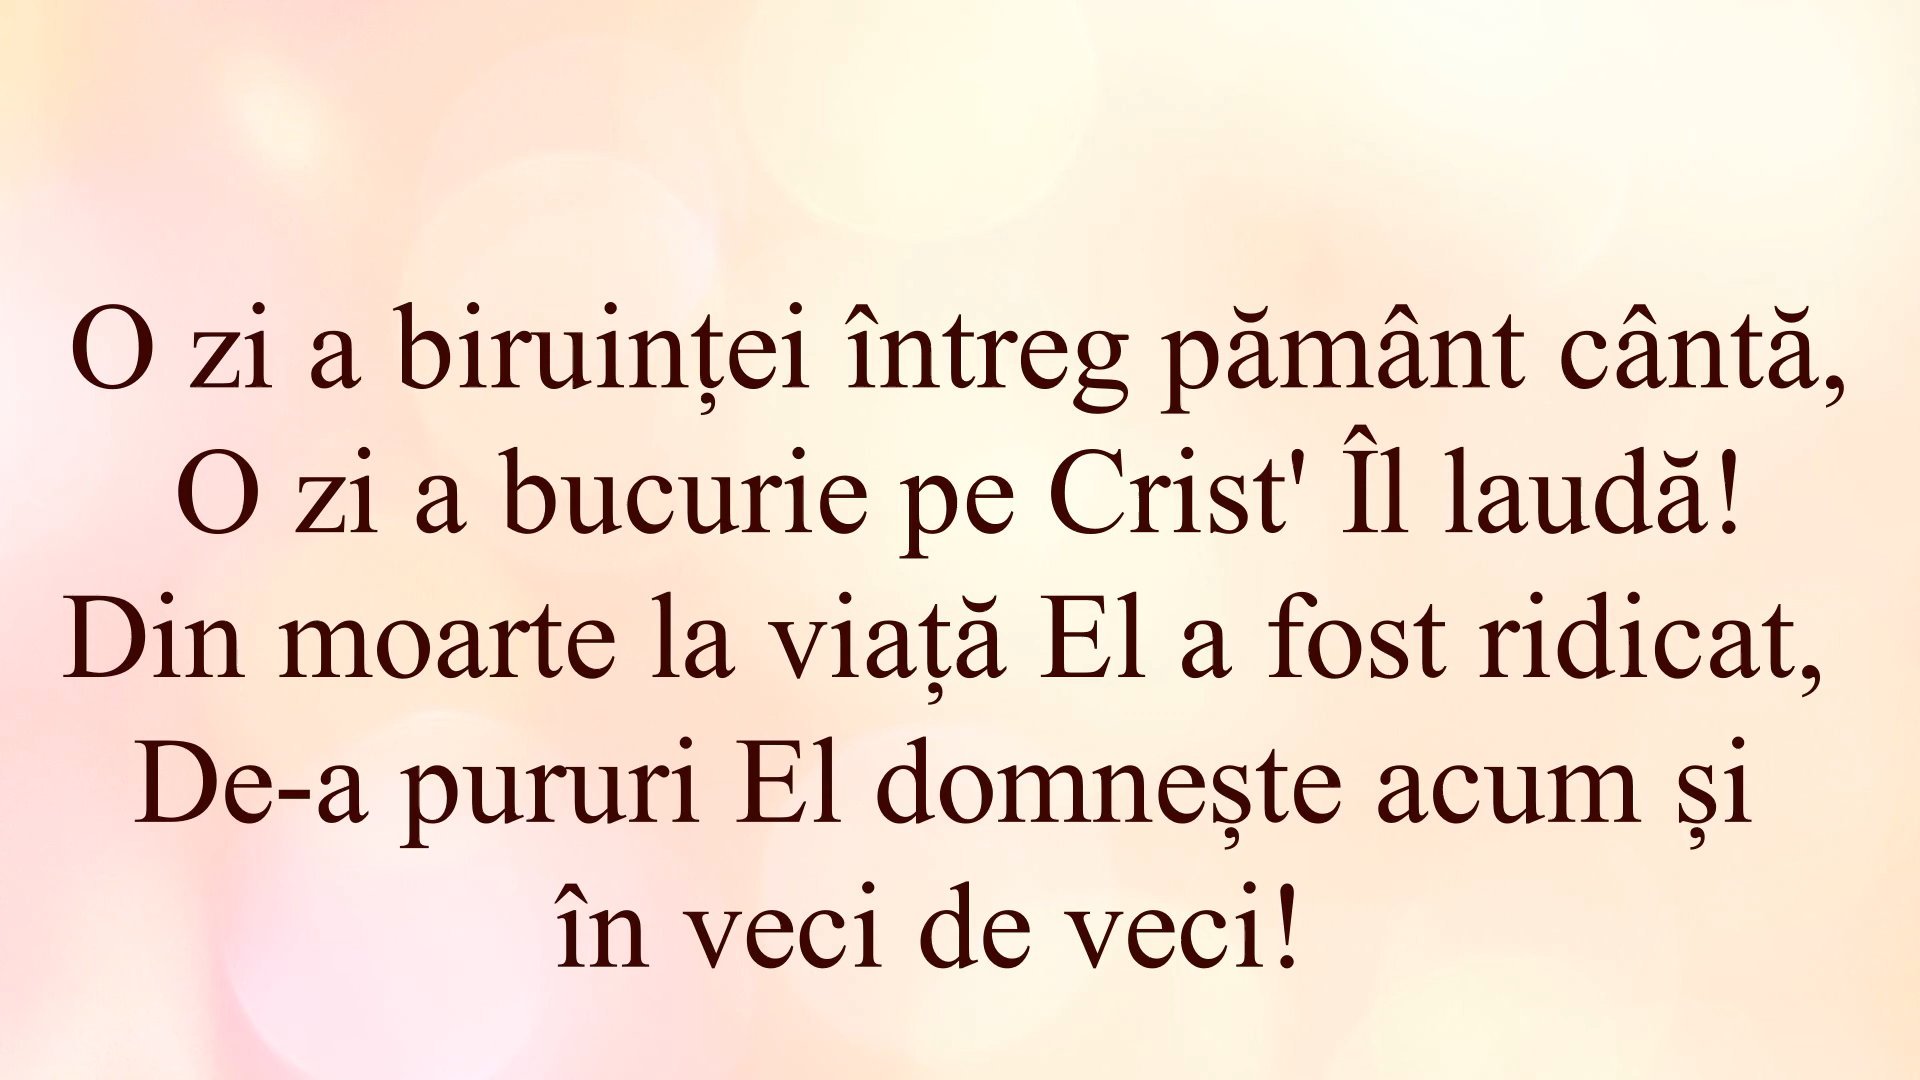 O zi a biruinței întreg pământ cântă,
O zi a bucurie pe Crist' Îl laudă!
Din moarte la viață El a fost ridicat,
De-a pururi El domnește acum și
în veci de veci!